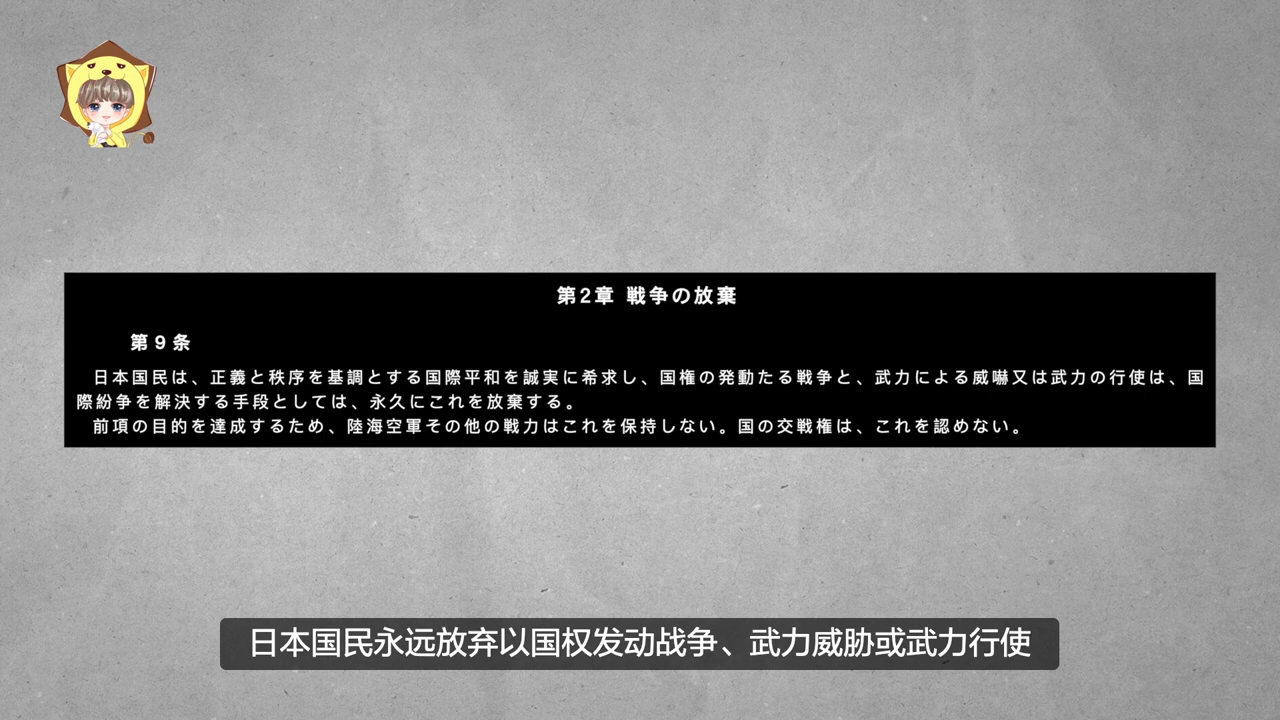 第2章 戦争の放棄
第9条
日本国民は、正義と秩序を基調とする国際平和を誠実に希求し、国権の発動たる戦争と、武力による威嚇又は武力の行使は、国
際紛争を解決する手段としては、永久にこれを放棄する。
前項の目的を達成するため、陸海空軍その他の戦力はこれを保持しない。国の交戦権は、これを認めない。
日本国民永远放弃以国权发动战争、武力威胁或武力行使